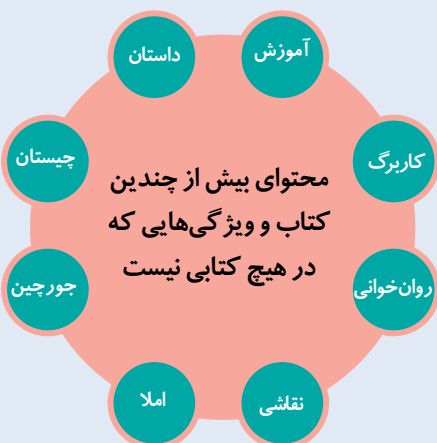 آموزش
داستان
کاربرگ
چیستان
محتوای بیش از چندین
کتاب و ویژگی‌هایی که
در هیچ کتابی نیست
روان‌خوانی
جورچین
نقاشی
املا